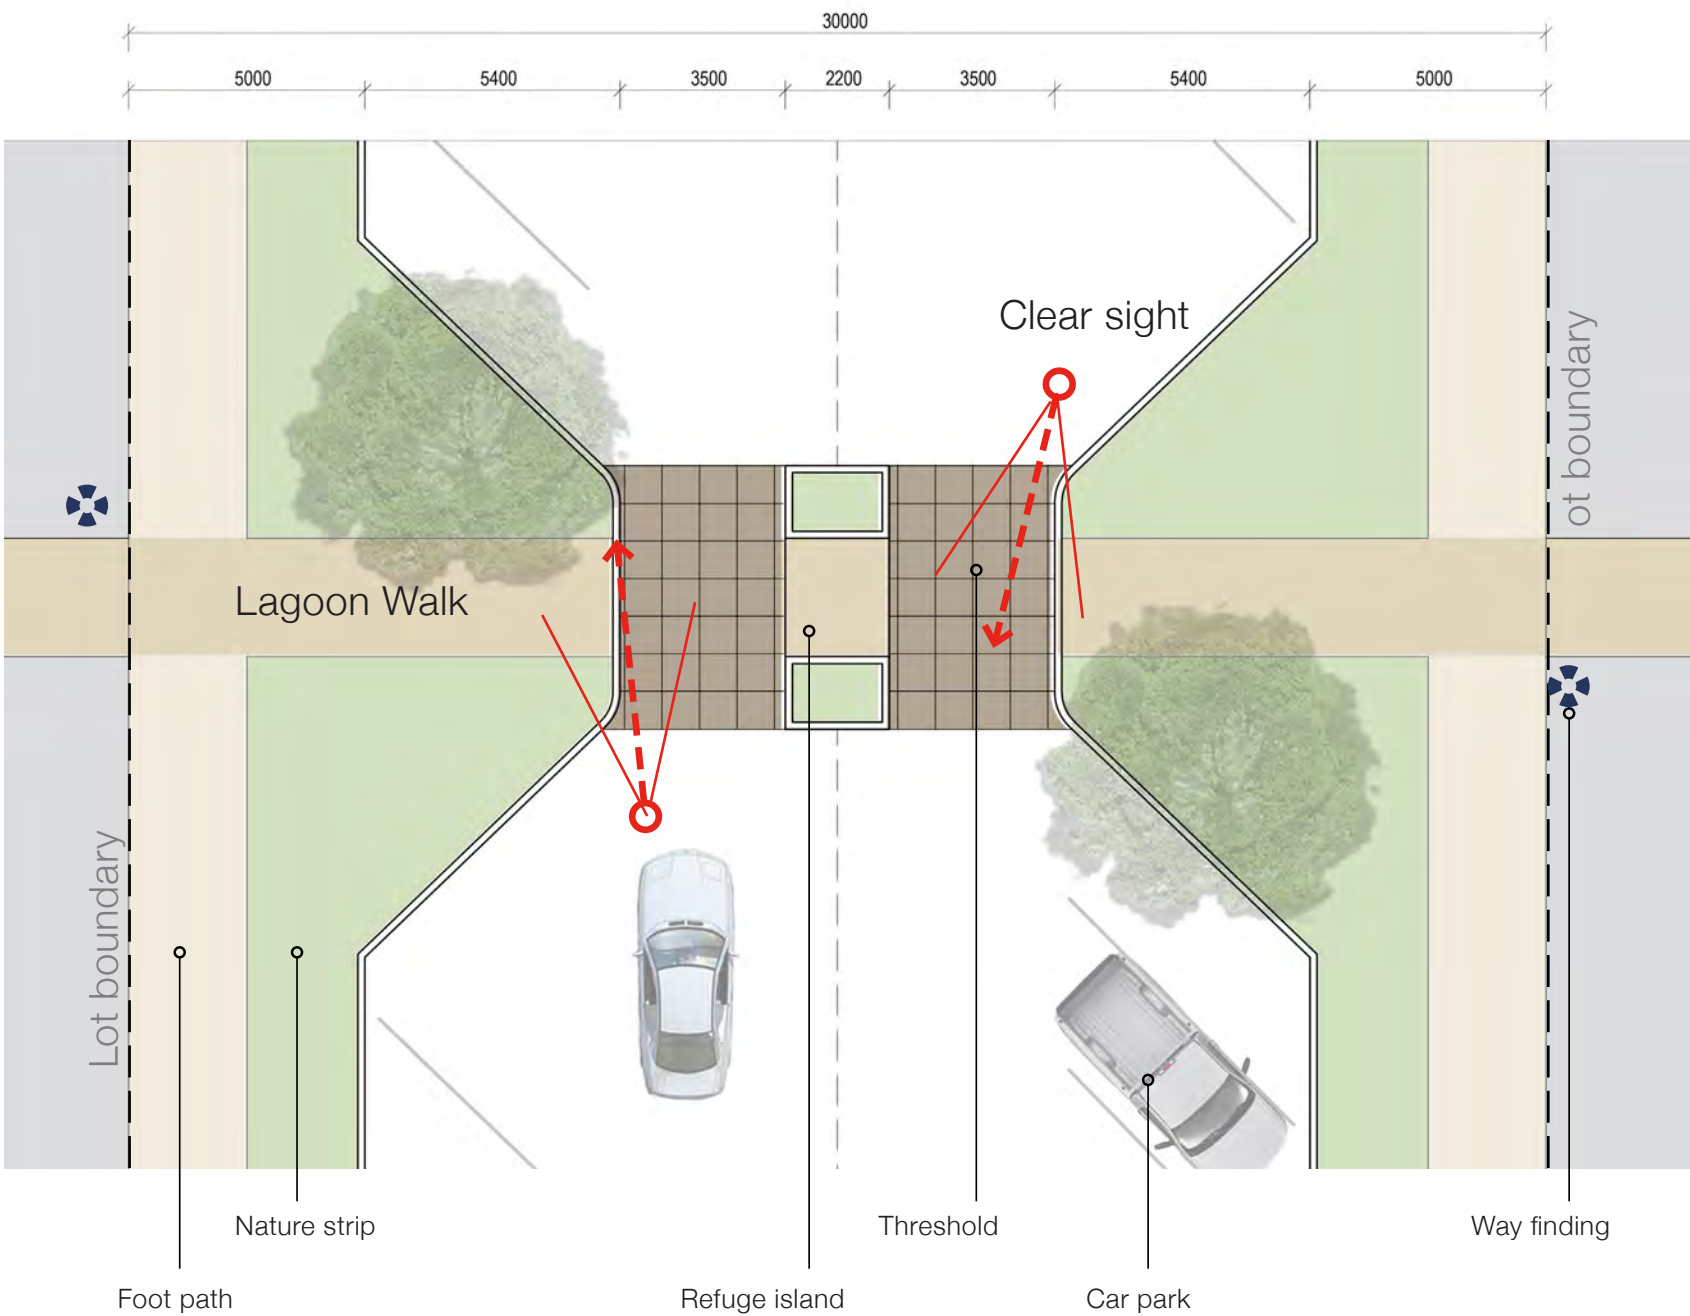 30000
5000 5400 3500 2200 3500 5400 5000
Clear sight
ot boundary
Lagoon Walk
Lot boundary
Nature strip
Threshold
Way finding
Foot path
Refuge island
Car park